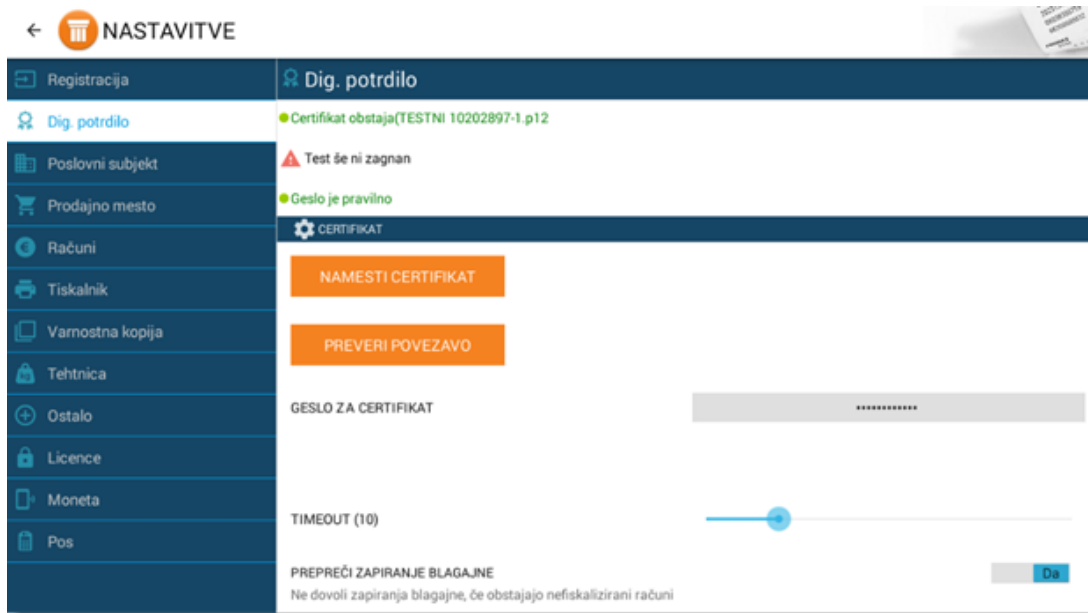 NASTAVITVE
Registracija
Dig. potrdilo
Poslovni subjekt
Prodajno mesto
Računi
Tiskalnik
Varnostna kopija
Tehtnica
Ostalo
Licence
Moneta
Pos
Dig. potrdilo
Certifikat obstaja(TESTNI 10202897-1.p12
Test še ni zagnan
Geslo je pravilno
CERTIFIKAT
NAMESTI CERTIFIKAT
PREVERI POVEZAVO
GESLO ZA CERTIFIKAT
TIMEOUT (10)
PREPREČI ZAPIRANJE BLAGAJNE
Da
Ne dovoli zapiranja blagajne, če obstajajo nefiskalizirani računi